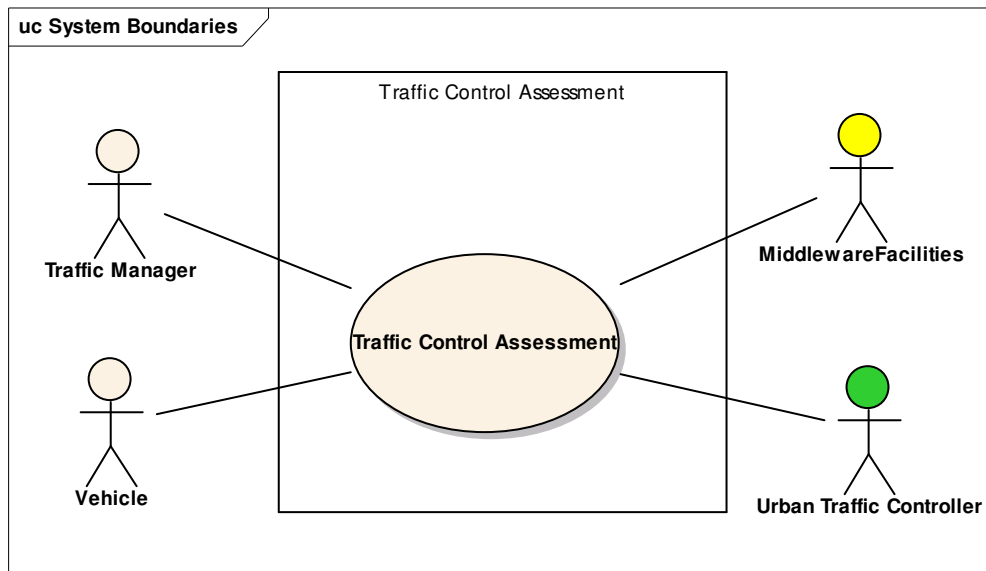 uc System Boundaries
Traffic Control Assessment
Traffic Manager
MiddlewareFacilities
Traffic Control Assessment
Vehicle
Urban Traffic Controller